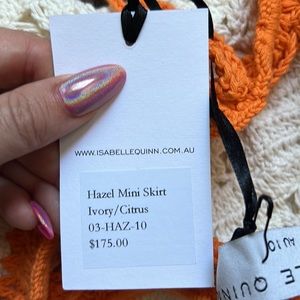 WWW.ISABELLEQUINN.COM.AU
Hazel Mini Skirt
Ivory/Citrus
03-HAZ-10
$175.00